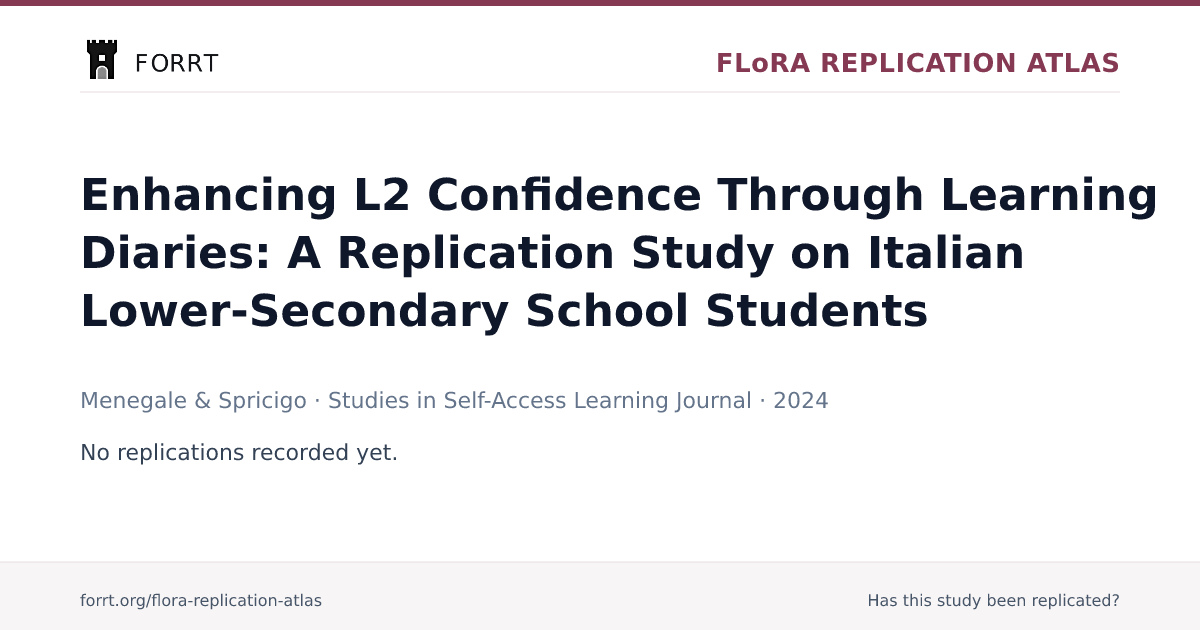 FORRT
FLoRA REPLICATION ATLAS
Enhancing L2 Confidence Through Learning
Diaries: A Replication Study on Italian
Lower-Secondary School Students
Menegale & Spricigo · Studies in Self-Access Learning Journal · 2024
No replications recorded yet.
forrt.org/flora-replication-atlas
Has this study been replicated?